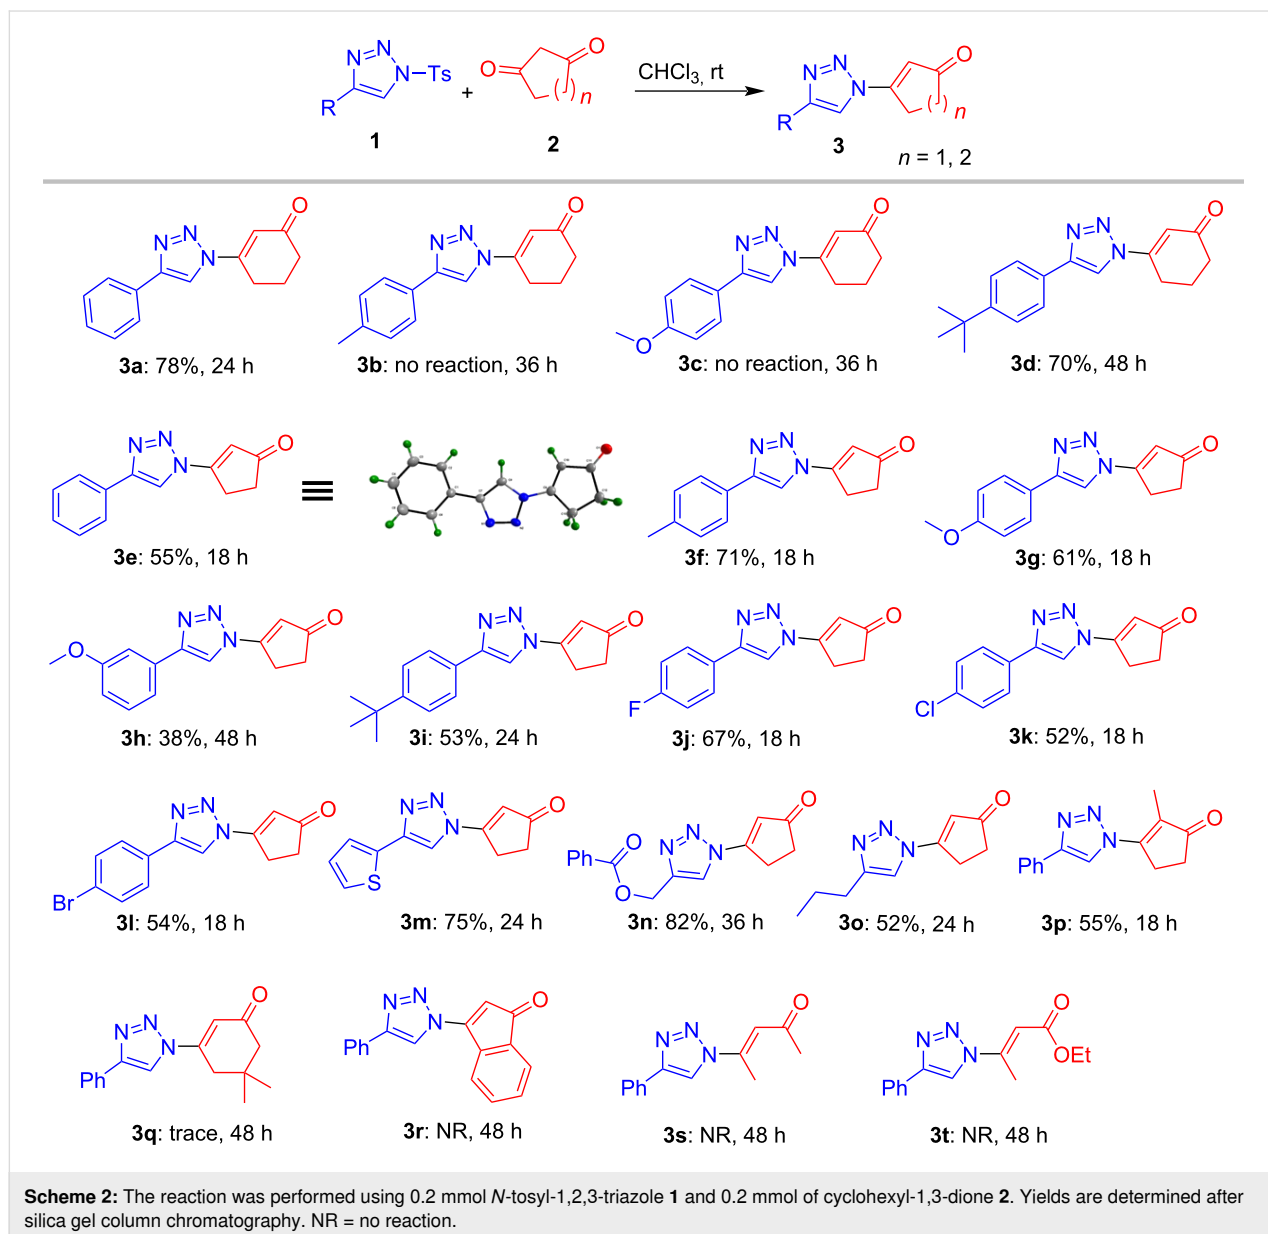 N N
N Ts
R
1
+
O
O
n
2
CHCl3, rt
N N
N
R
O
n
3
n = 1, 2
N N
N
O
3a: 78%, 24 h
N N
N
O
3b: no reaction, 36 h
N N
N
O
O
3c: no reaction, 36 h
N N
N
O
3d: 70%, 48 h
N N
N
O
3e: 55%, 18 h
N N
N
O
3f: 71%, 18 h
N N
N
O
O
3g: 61%, 18 h
N N
N
O
O
3h: 38%, 48 h
N N
N
O
3i: 53%, 24 h
N N
N
O
F
3j: 67%, 18 h
N N
N
O
Cl
3k: 52%, 18 h
N N
N
O
Br
3l: 54%, 18 h
N N
N
O
S
3m: 75%, 24 h
N N
N
O
Ph
O
O
3n: 82%, 36 h
N N
N
O
3o: 52%, 24 h
N N
N
O
Ph
3p: 55%, 18 h
N N
N
O
Ph
3q: trace, 48 h
N N
N
O
Ph
3r: NR, 48 h
N N
N
O
Ph
3s: NR, 48 h
N N
N
O
OEt
Ph
3t: NR, 48 h
Scheme 2: The reaction was performed using 0.2 mmol N-tosyl-1,2,3-triazole 1 and 0.2 mmol of cyclohexyl-1,3-dione 2. Yields are determined after
silica gel column chromatography. NR = no reaction.